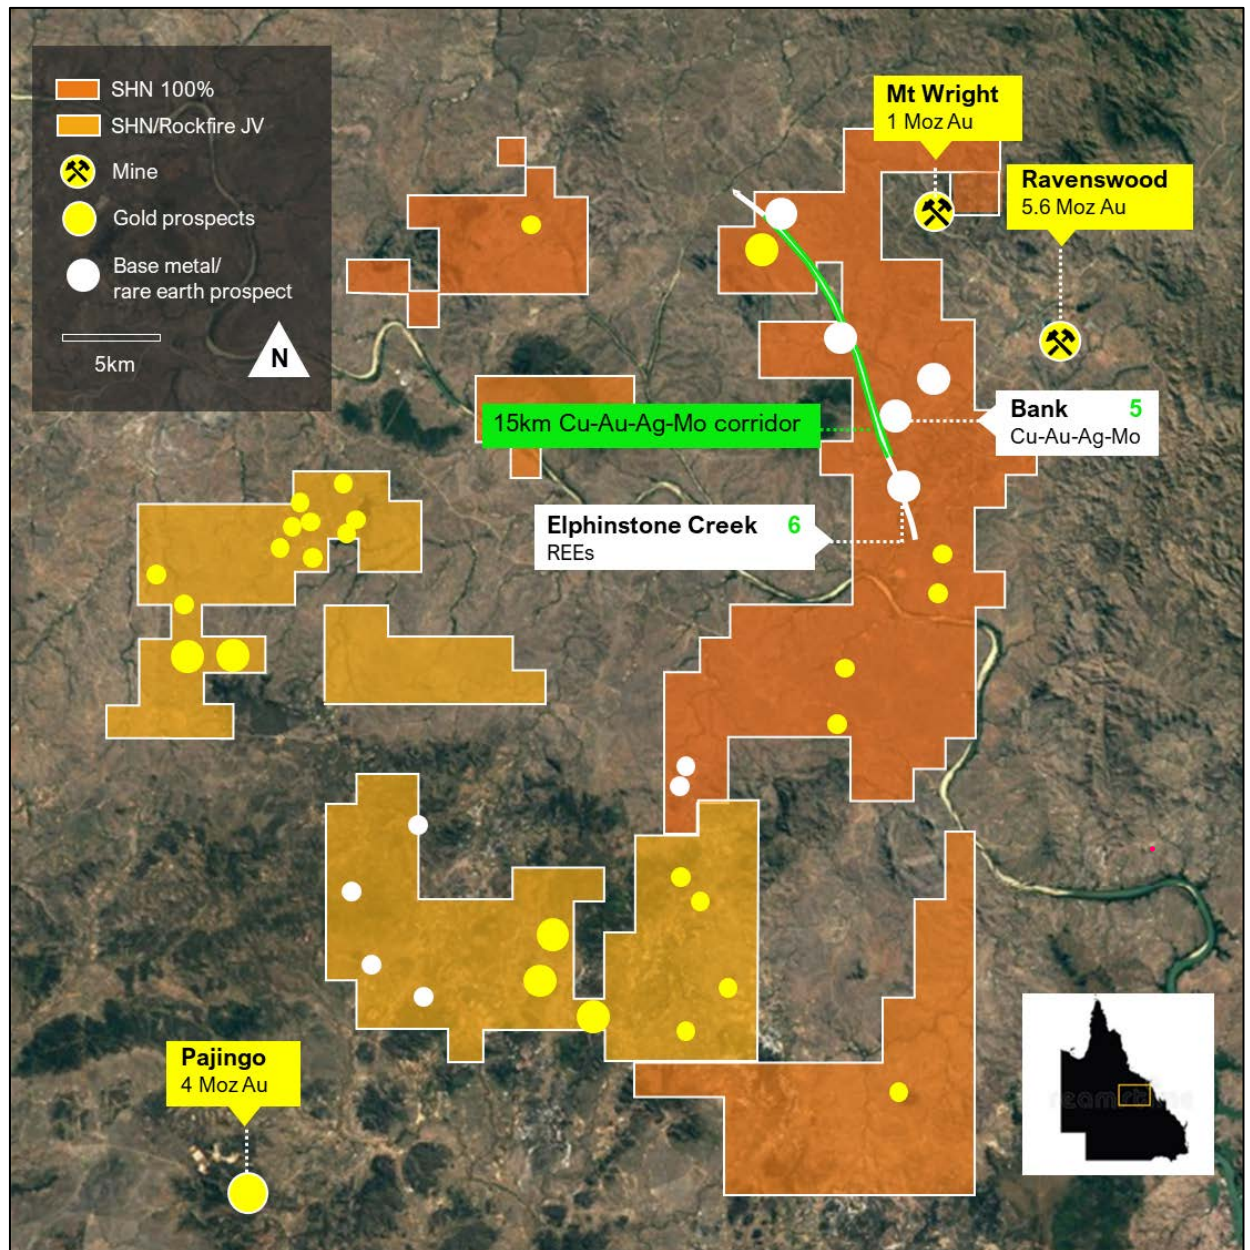 SHN 100%
SHN/Rockfire JV
Mine
Gold prospects
Base metal/
rare earth prospect
5km
N
Mt Wright
1 Moz Au
Ravenswood
5.6 Moz Au
15km Cu-Au-Ag-Mo corridor
Bank 5
Cu-Au-Ag-Mo
Elphinstone Creek 6
REEs
Pajingo
4 Moz Au